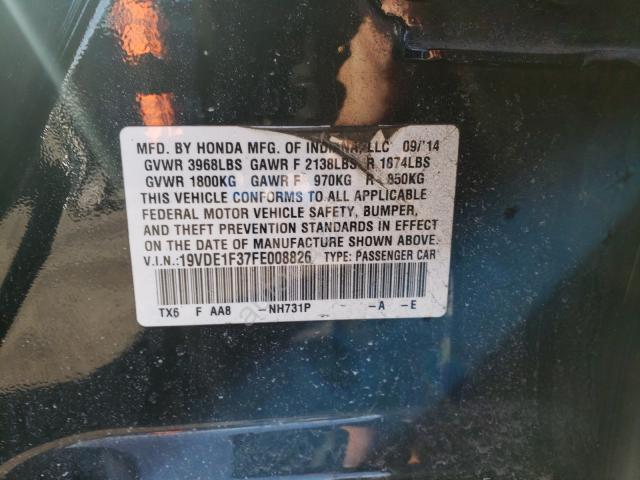 MFD. BY HONDA MFG. OF INDIANA, LLC 09/'14
GVWR 3968LBS GAWR F 2138LBS R 1874LBS
GVWR 1800KG GAWR F 970KG R 850KG
THIS VEHICLE CONFORMS TO ALL APPLICABLE
FEDERAL MOTOR VEHICLE SAFETY, BUMPER,
AND THEFT PREVENTION STANDARDS IN EFFECT
ON THE DATE OF MANUFACTURE SHOWN ABOVE.
V.I.N.:19VDE1F37FE008826 TYPE: PASSENGER CAR
TX6 F AA8 -NH731P - -A -E